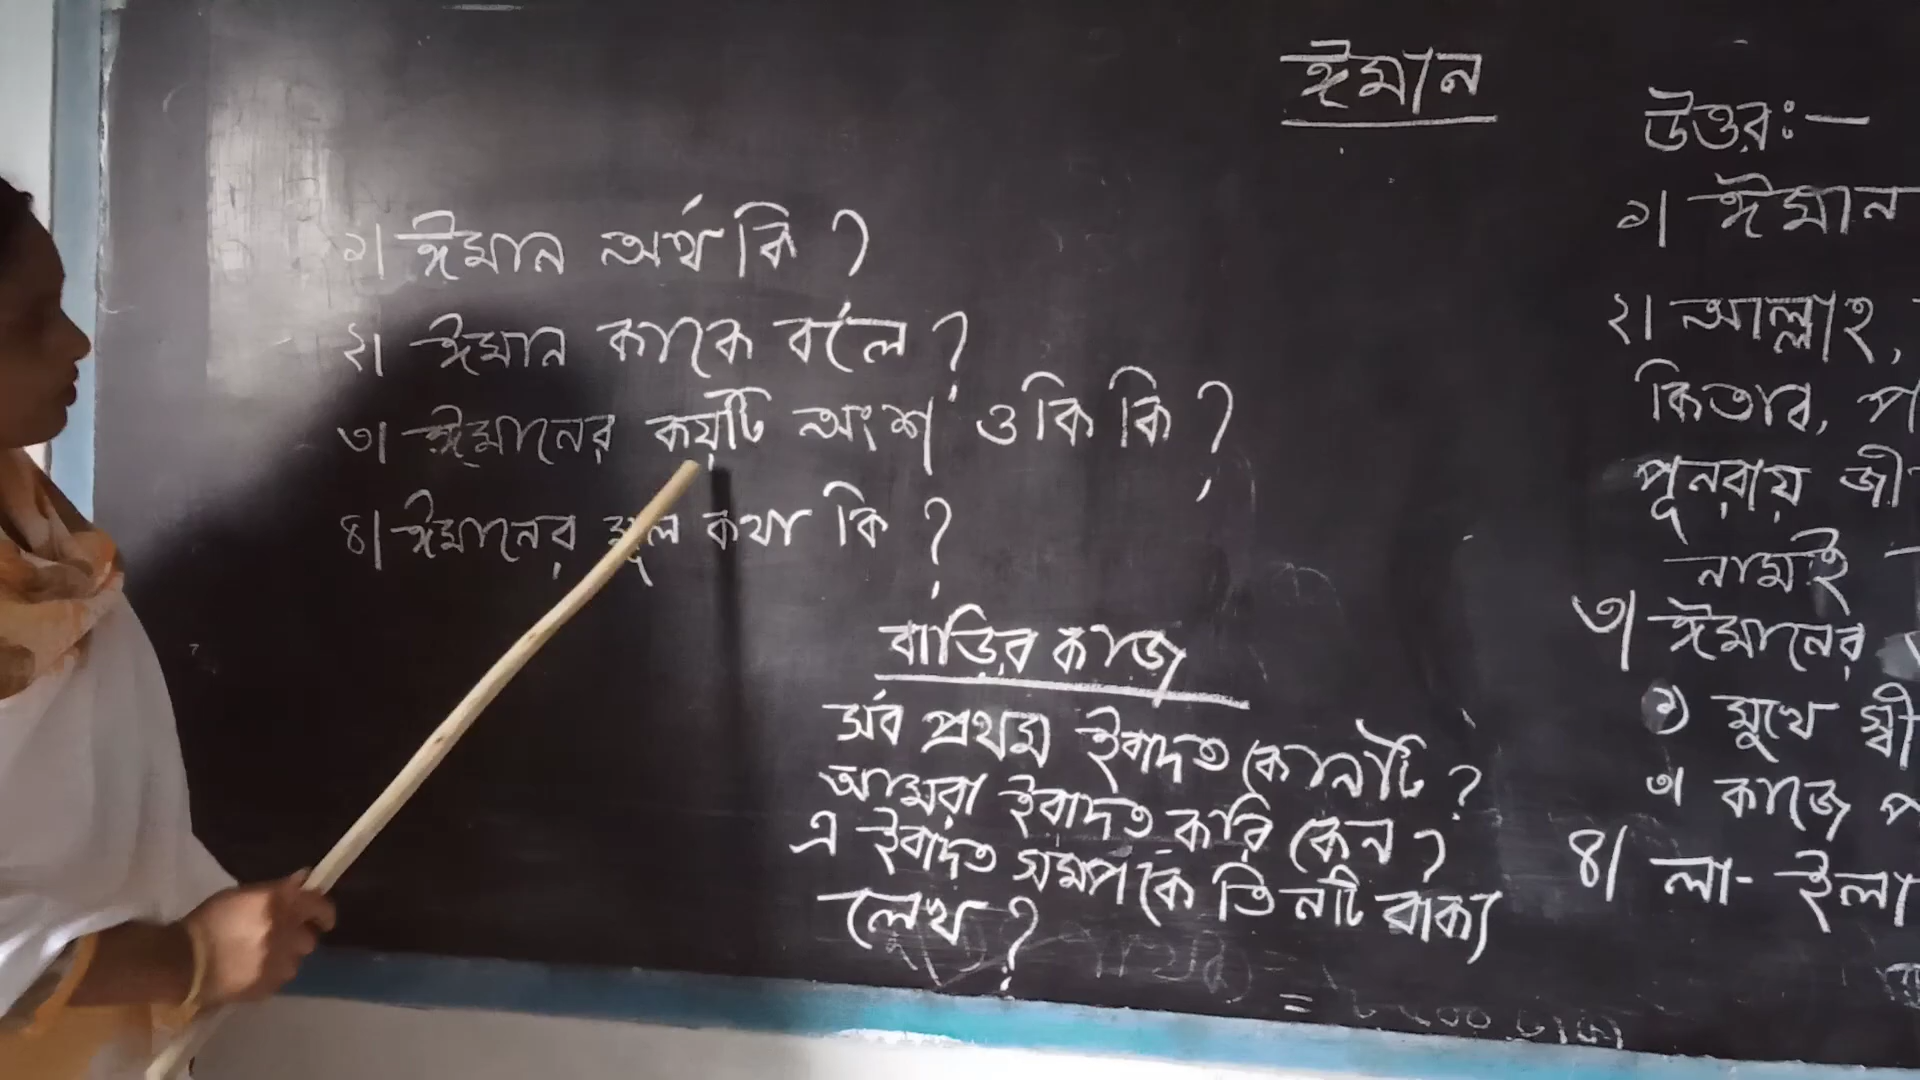 ঈমান
১। ঈমান অর্থ কি?
২। ঈমান কাকে বলে?
৩। ঈমানের কয়টি অংশ ও কি কি?
৪। ঈমানের মূল কথা কি?
বাড়ির কাজ
সর্ব প্রথম ইবাদত কোনটি?
আমরা ইবাদত করি কেন?
এ ইবাদত সম্পর্কে তিনটি বাক্য
লেখ?
উত্তরঃ—
১। ঈমান
২। আল্লাহ,
কিতাব,
পূনরায়
নামই
৩। ঈমানের
১) মুখে
৩। কাজে
৪। লা-ইলা